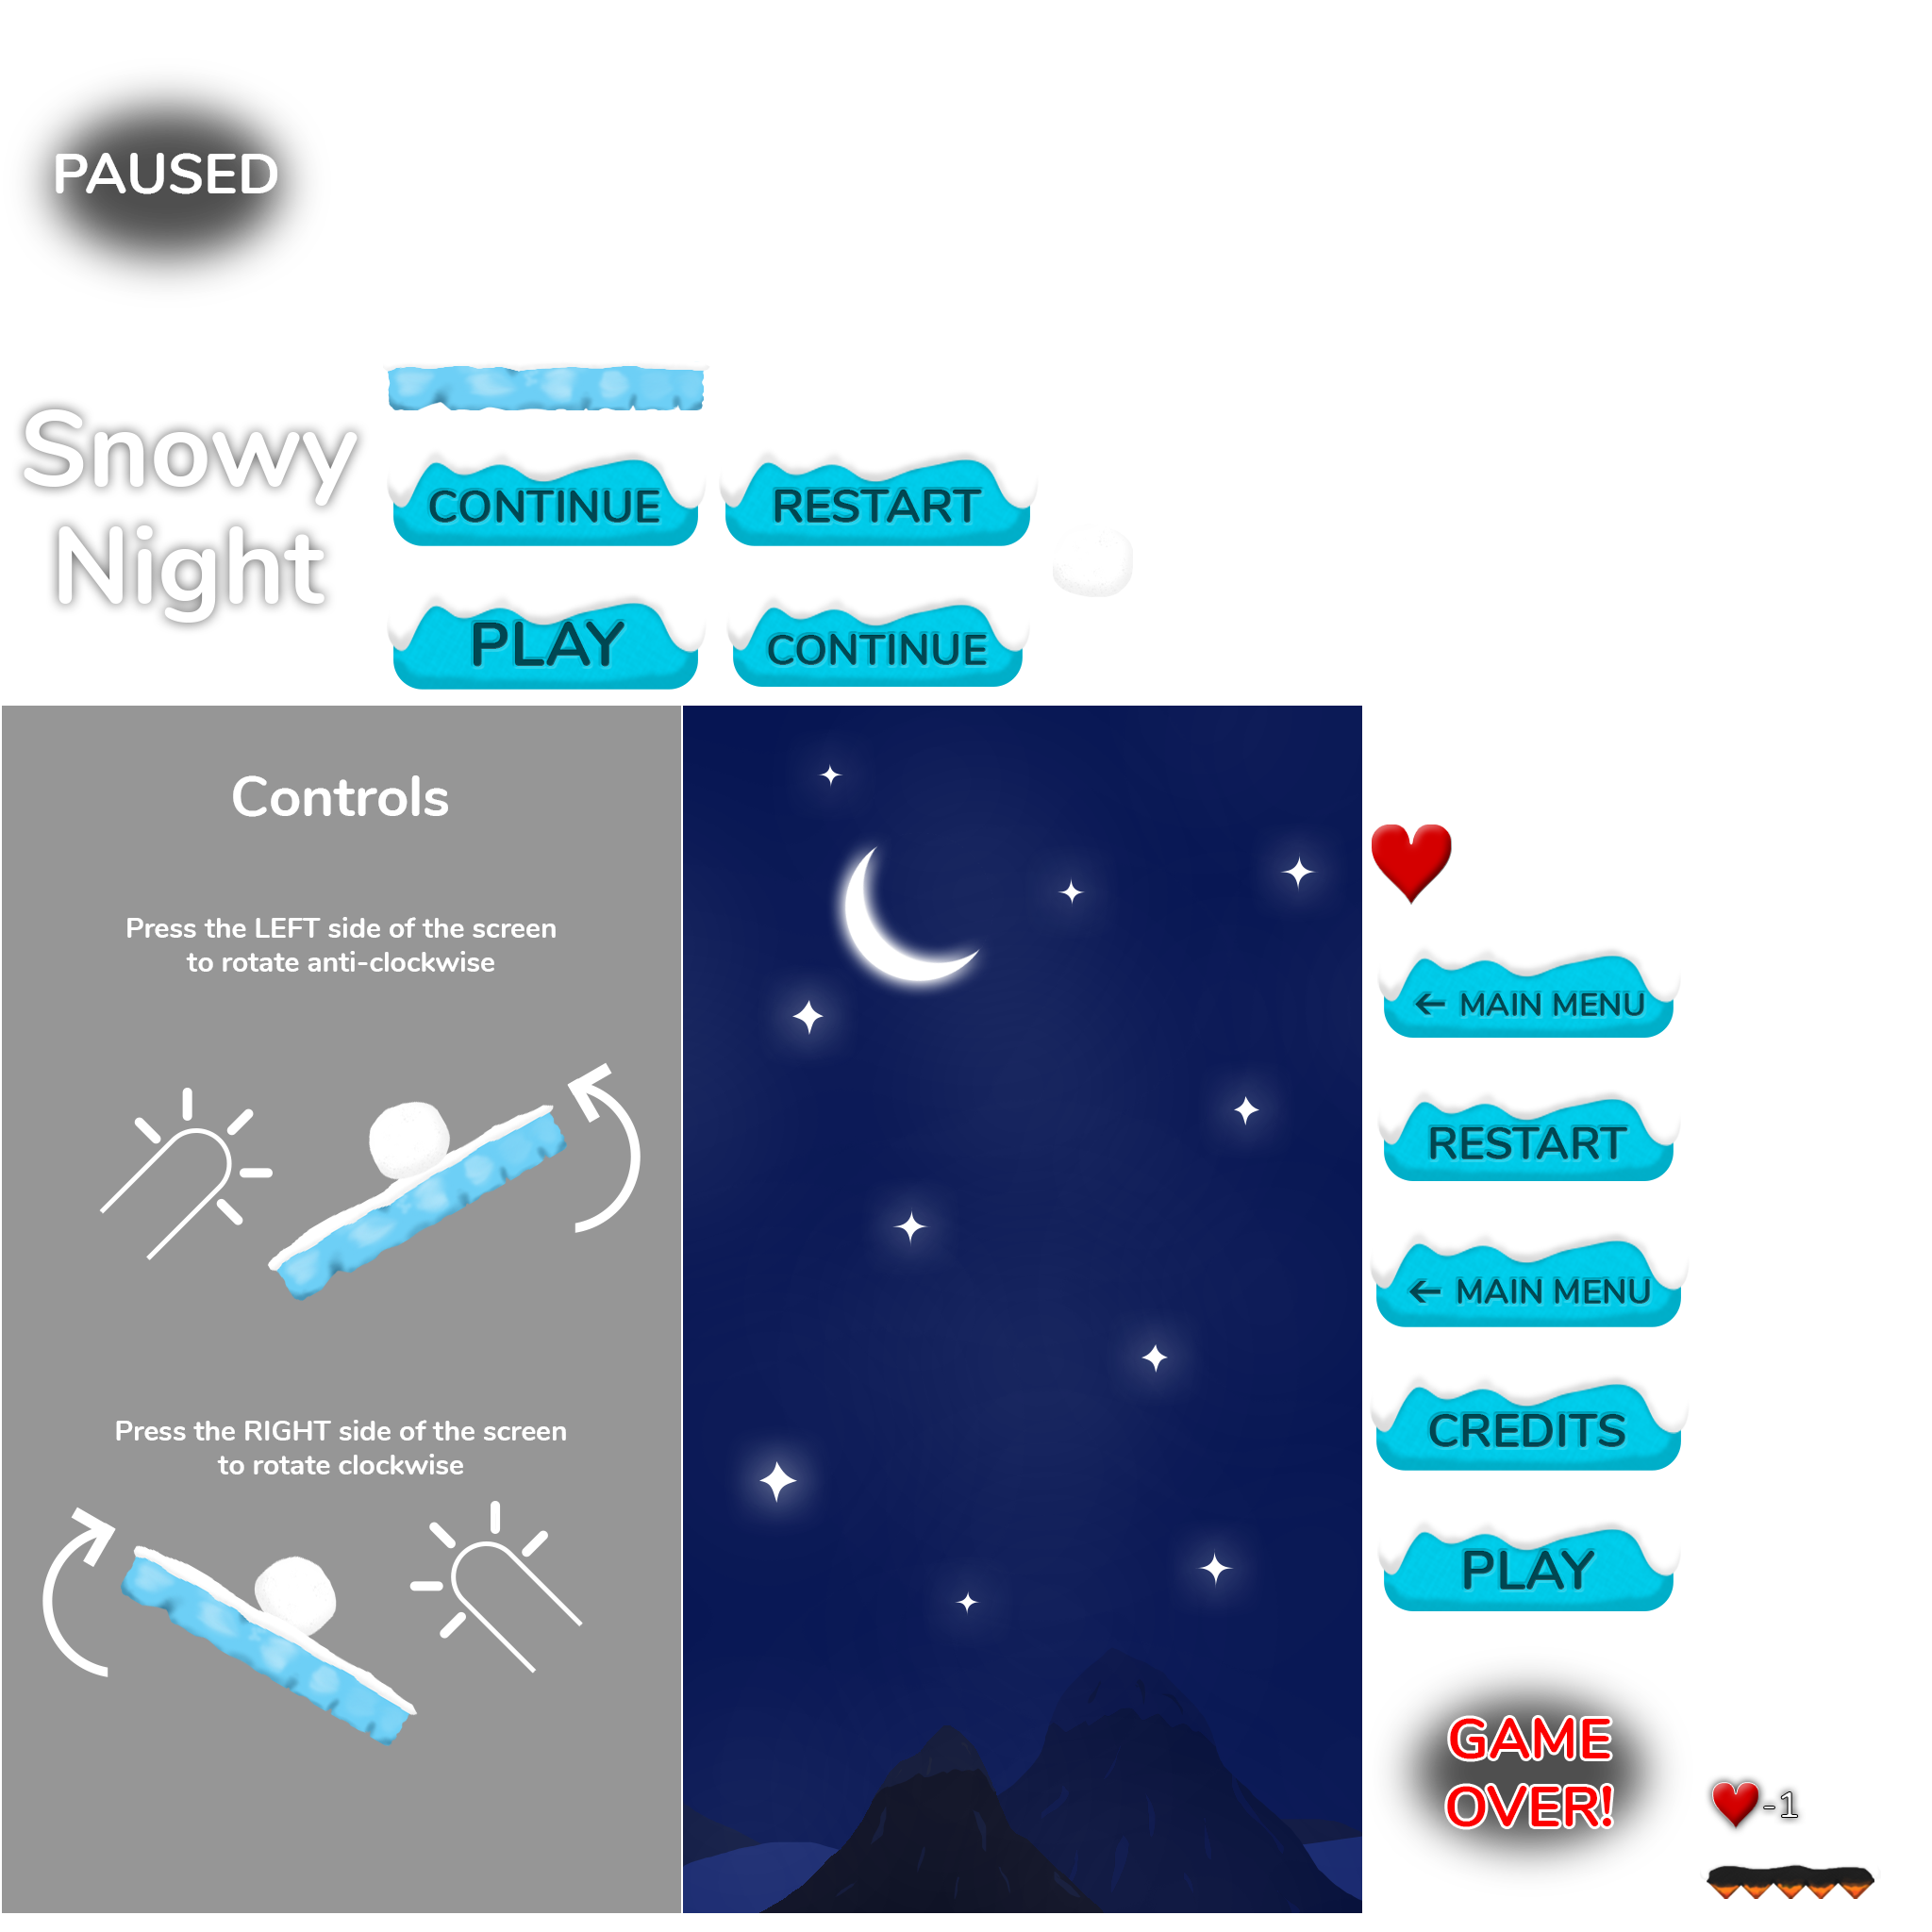 PAUSED
Snowy
Night
CONTINUE
RESTART
PLAY
CONTINUE
Controls
Press the LEFT side of the screen
to rotate anti-clockwise
Press the RIGHT side of the screen
to rotate clockwise
← MAIN MENU
RESTART
← MAIN MENU
CREDITS
PLAY
GAME
OVER!
-1